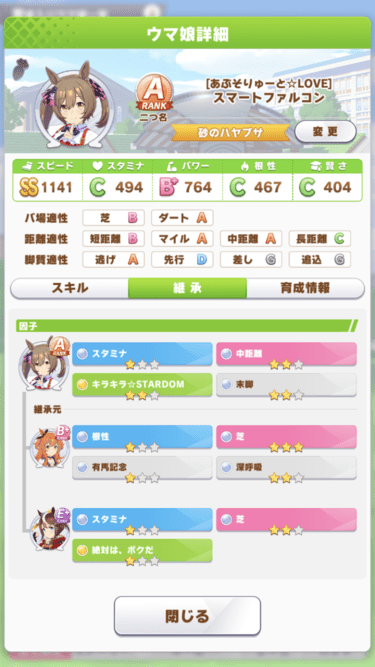 ウマ娘詳細
A
RANK
二つ名
[あぶそりゅーと☆LOVE]
スマートファルコン
砂のハヤブサ
変更
スピード スタミナ パワー 根性 賢さ
SS 1141 C 494 B+ 764 C 467 C 404
バ場適性 芝 B ダート A
距離適性 短距離 B マイル A 中距離 A 長距離 C
脚質適性 逃げ A 先行 D 差し G 追込 G
スキル 継承 育成情報
因子
A
RANK
スタミナ 中距離
キラキラ☆STARDOM 末脚
継承元
B+
根性 芝
有馬記念 深呼吸
E+
スタミナ 芝
絶対は、ボクだ
閉じる